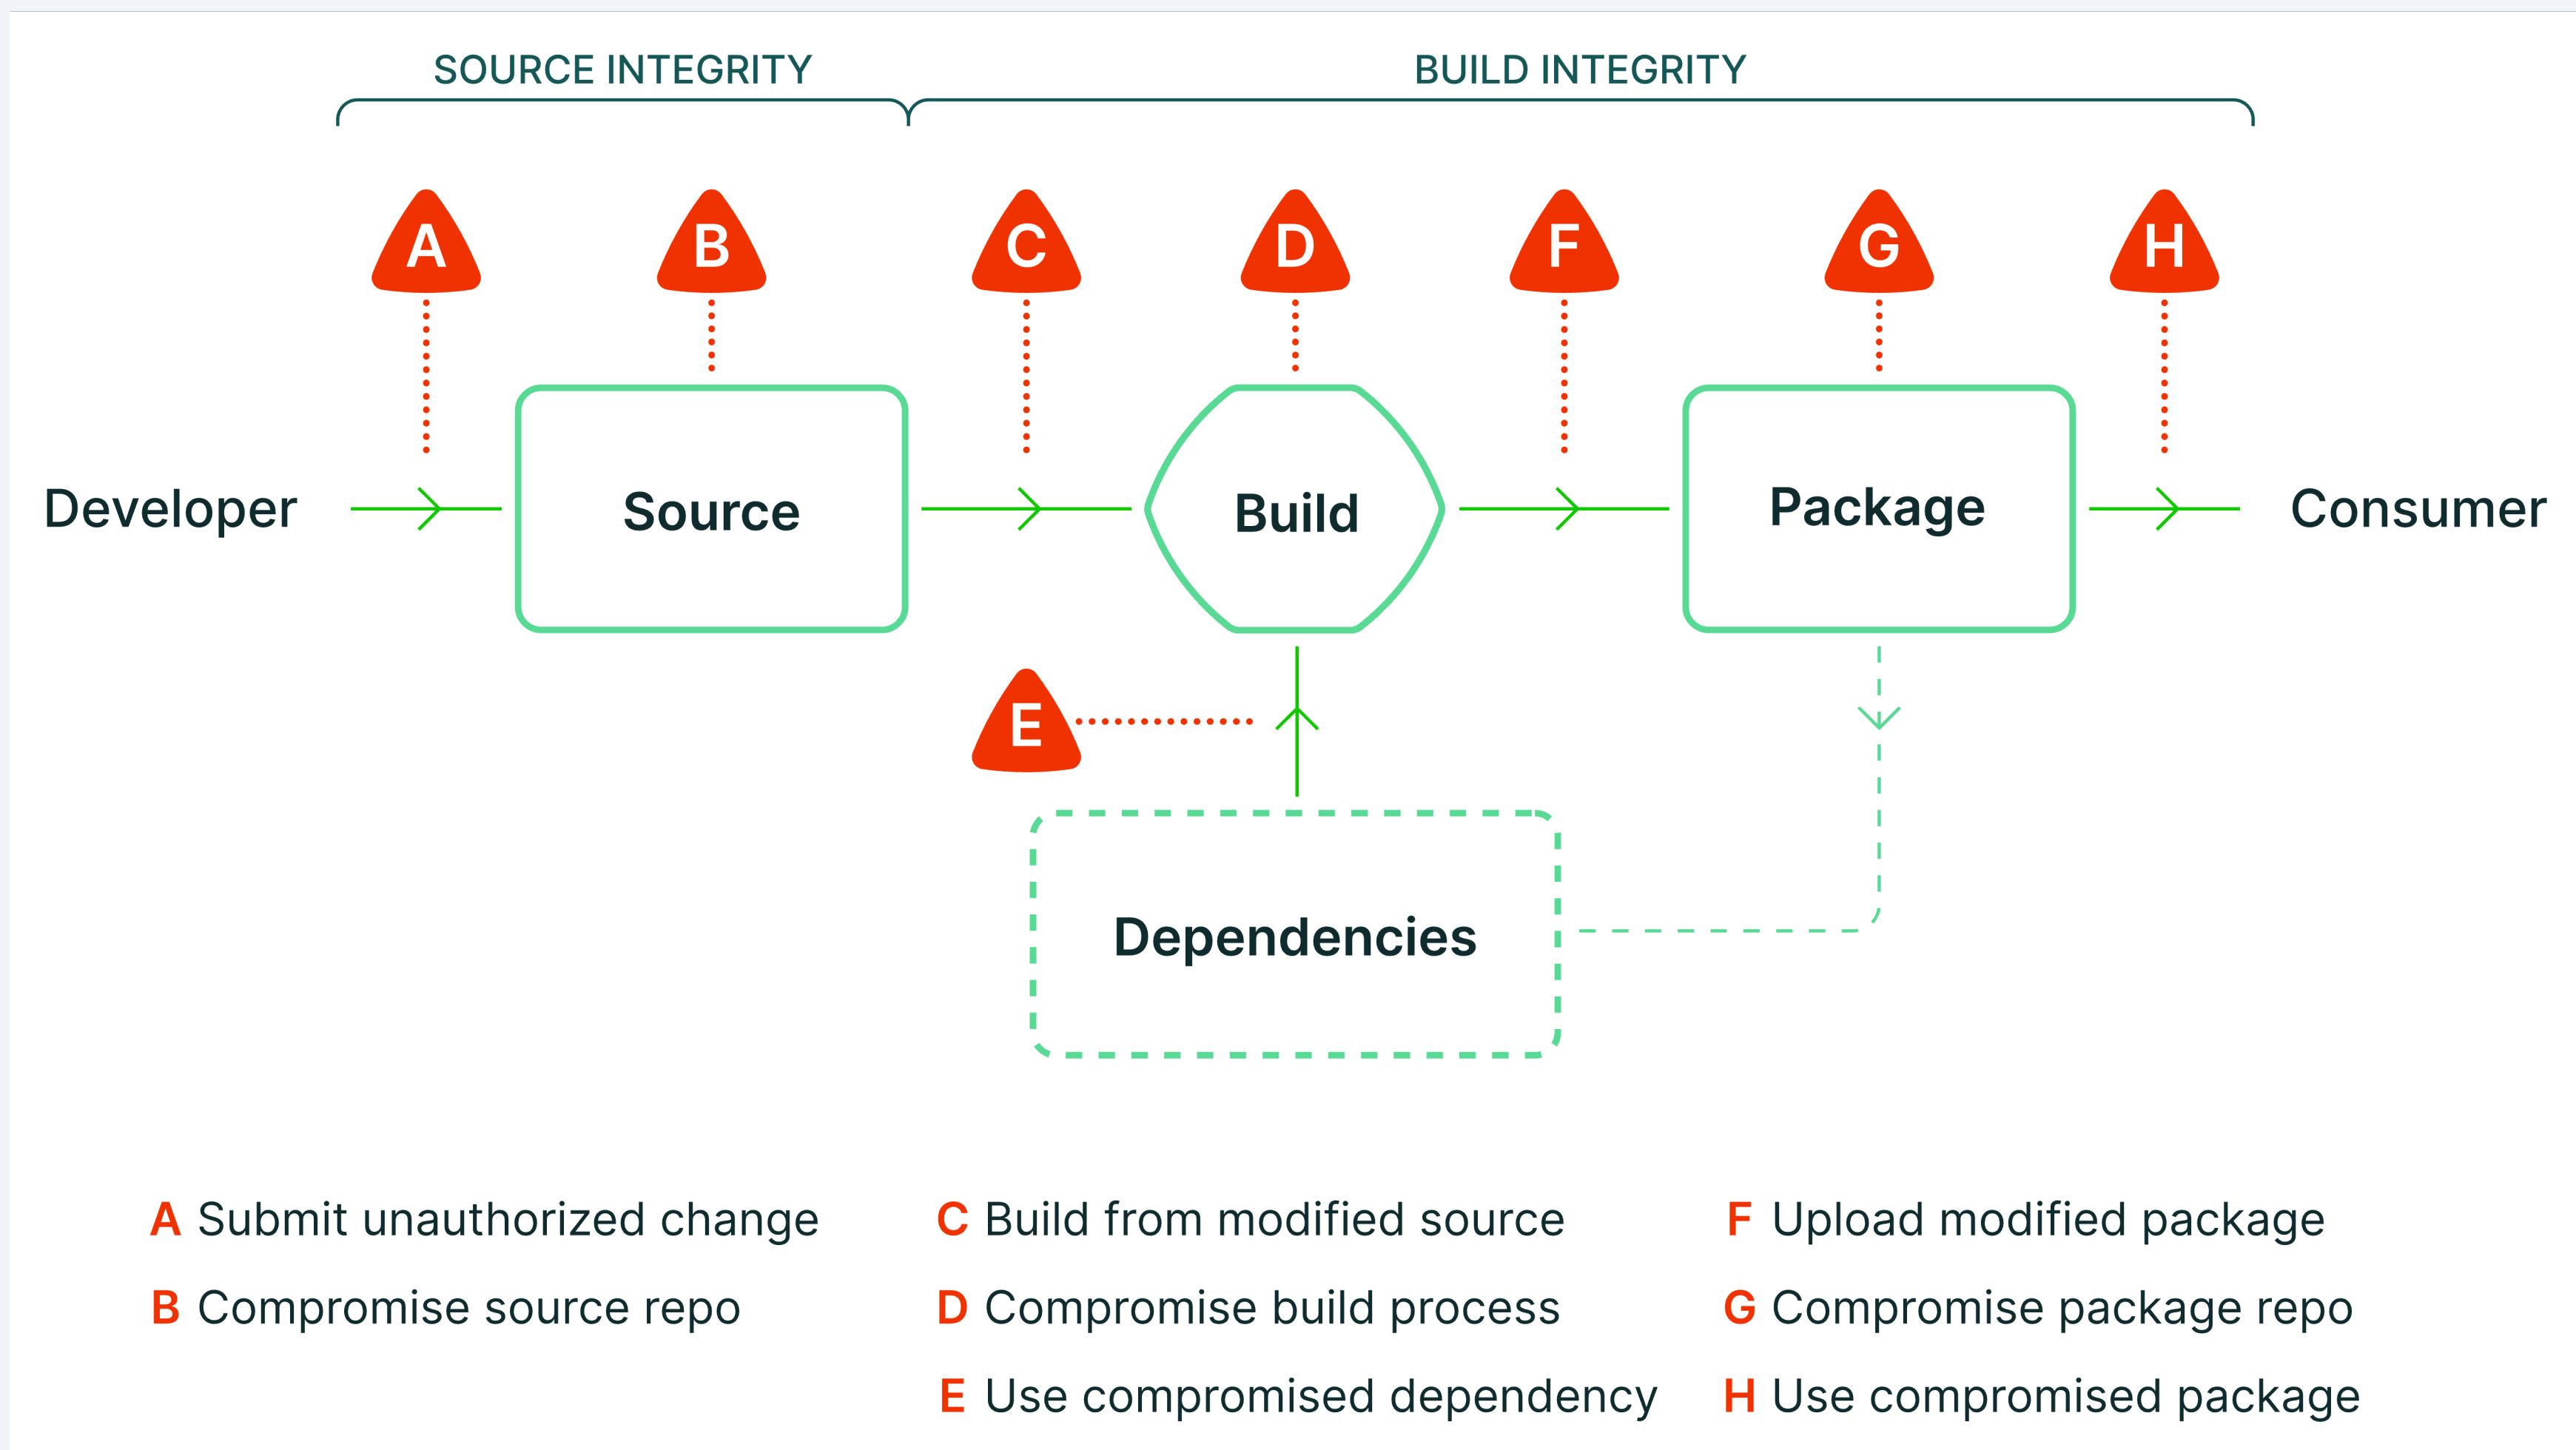 SOURCE INTEGRITY
BUILD INTEGRITY
A
B
C
D
F
G
H
Developer
Source
Build
Package
Consumer
E
Dependencies
A Submit unauthorized change
B Compromise source repo
C Build from modified source
D Compromise build process
E Use compromised dependency
F Upload modified package
G Compromise package repo
H Use compromised package